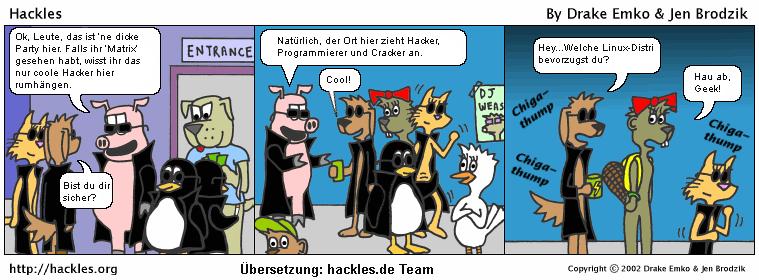 Hackles
By Drake Emko & Jen Brodzik
Ok, Leute, das ist 'ne dicke
Party hier. Falls ihr 'Matrix'
gesehen habt, wisst ihr das
nur coole Hacker hier
rumhängen.
ENTRANCE
Bist du dir
sicher?
Natürlich, der Ort hier zieht Hacker,
Programmierer und Cracker an.
Cool!
DJ
WEAS
Hey...Welche Linux-Distri
bevorzugst du?
Hau ab,
Geek!
Chiga-
thump
Chiga-
thump
Chiga-
thump
http://hackles.org
Übersetzung: hackles.de Team
Copyright © 2002 Drake Emko & Jen Brodzik